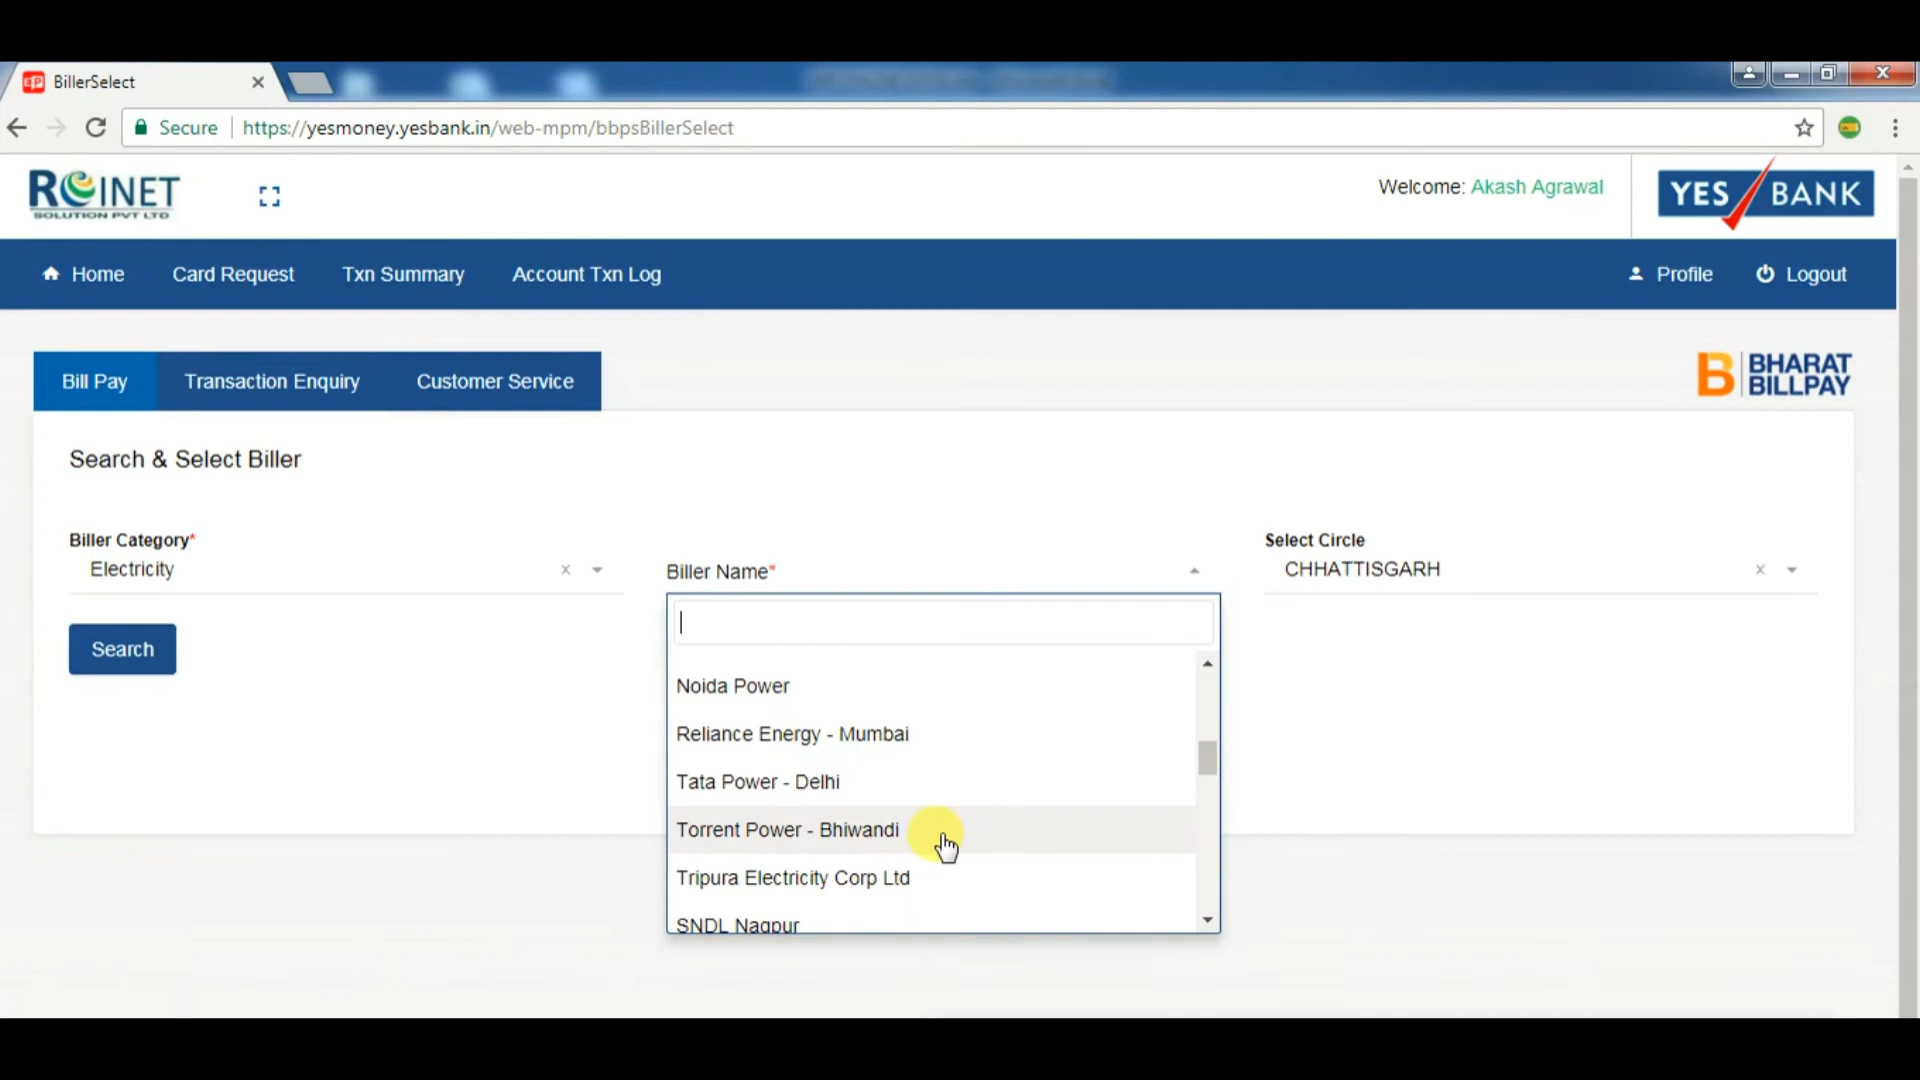 BillerSelect
Secure https://yesmoney.yesbank.in/web-mpm/bbpsBillerSelect
ROINET
SOLUTION PVT LTD
Welcome: Akash Agrawal
YES BANK
Home Card Request Txn Summary Account Txn Log Profile Logout
Bill Pay Transaction Enquiry Customer Service
B BHARAT
BILLPAY
Search & Select Biller
Biller Category*
Electricity
Biller Name*
Select Circle
CHHATTISGARH
Search
Noida Power
Reliance Energy - Mumbai
Tata Power - Delhi
Torrent Power - Bhiwandi
Tripura Electricity Corp Ltd
SNDL Nagpur